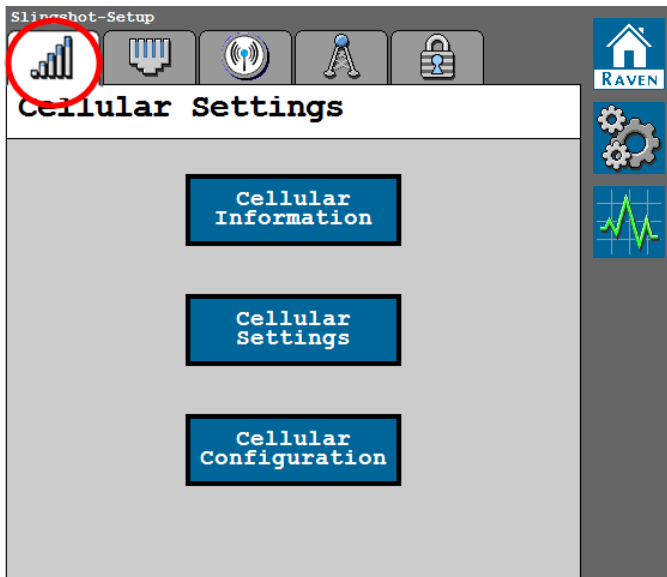 Slingshot-Setup
RAVEN
Cellular Settings
Cellular
Information
Cellular
Settings
Cellular
Configuration